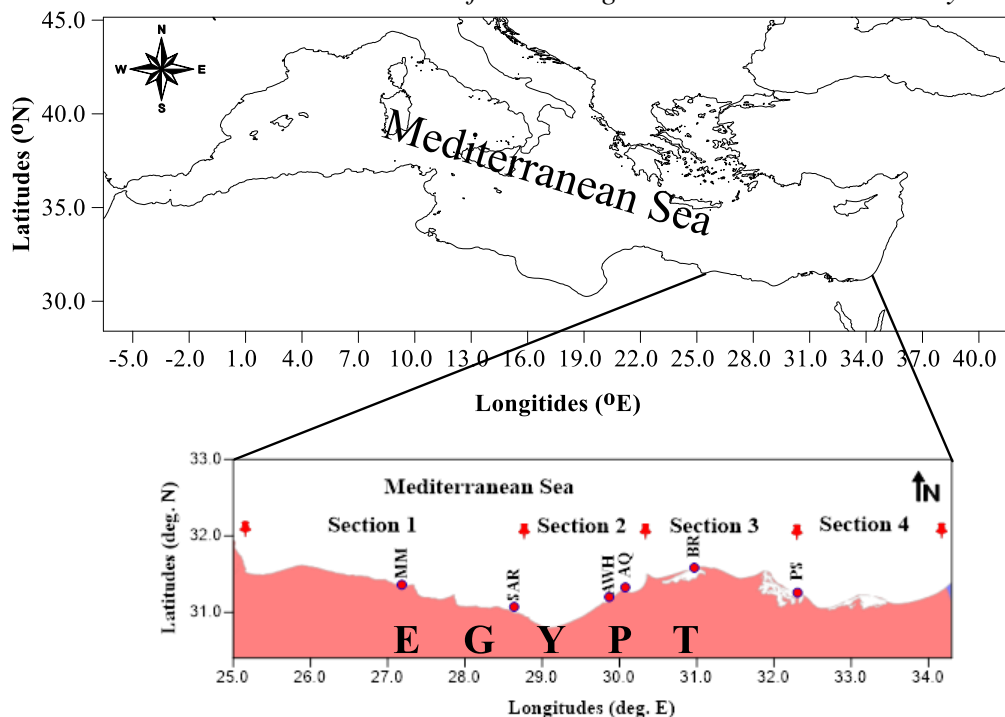 45.0
N
W E
S
40.0
Latitudes (ᴼN)
Mediterranean Sea
35.0
30.0
-5.0 -2.0 1.0 4.0 7.0 10.0 13.0 16.0 19.0 22.0 25.0 28.0 31.0 34.0 37.0 40.0
Longitides (ᴼE)
33.0
Mediterranean Sea
N
32.0
Section 1 Section 2 Section 3 Section 4
Latitudes (deg. N)
MM SAR AWH AQ BR PS
31.0
E G Y P T
25.0 26.0 27.0 28.0 29.0 30.0 31.0 32.0 33.0 34.0
Longitudes (deg. E)